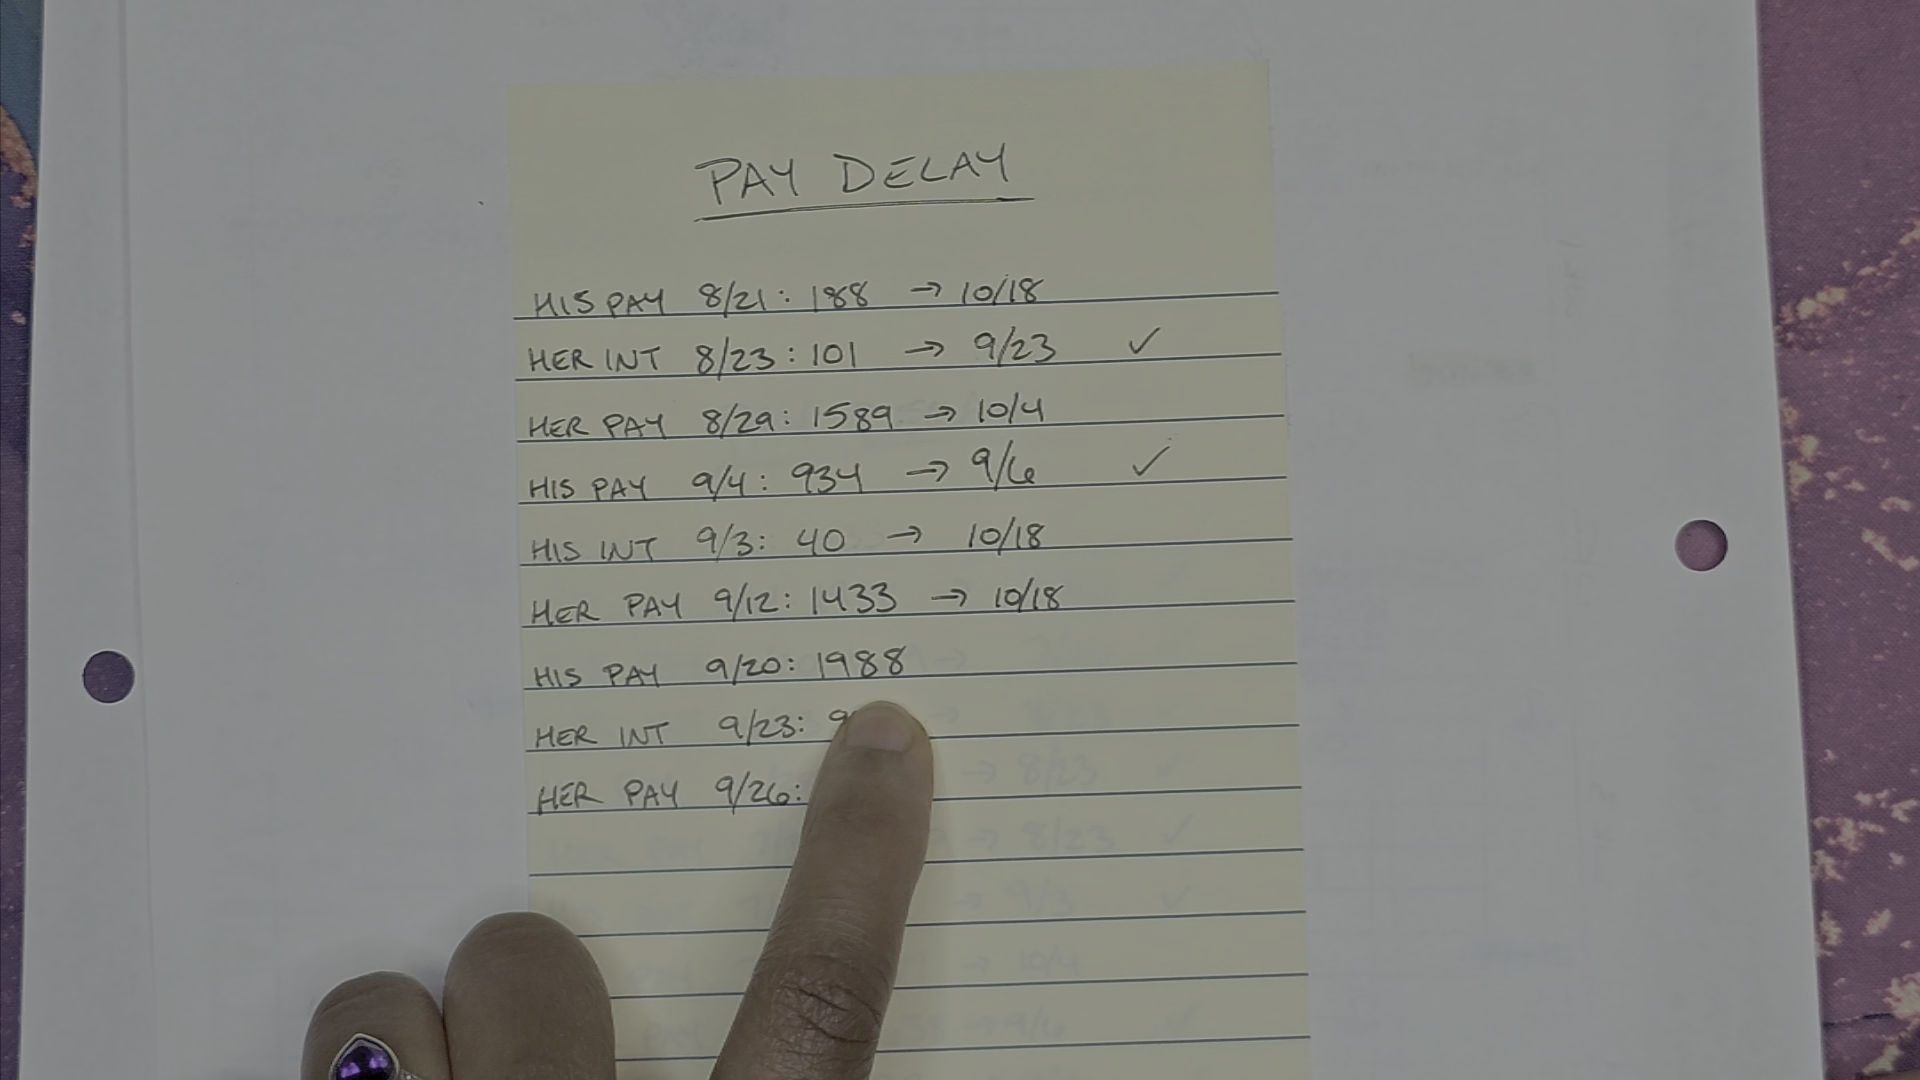 PAY DELAY
HIS PAY 8/21: 188 → 10/18
HER INT 8/23: 101 → 9/23 ✓
HER PAY 8/29: 1589 → 10/4
HIS PAY 9/4: 934 → 9/6 ✓
HIS INT 9/3: 40 → 10/18
HER PAY 9/12: 1433 → 10/18
HIS PAY 9/20: 1988
HER INT 9/23:
HER PAY 9/26: